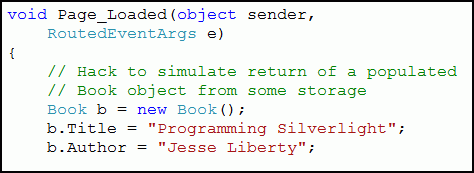 void Page_Loaded(object sender,
    RoutedEventArgs e)
{
    // Hack to simulate return of a populated
    // Book object from some storage
    Book b = new Book();
    b.Title = "Programming Silverlight";
    b.Author = "Jesse Liberty";